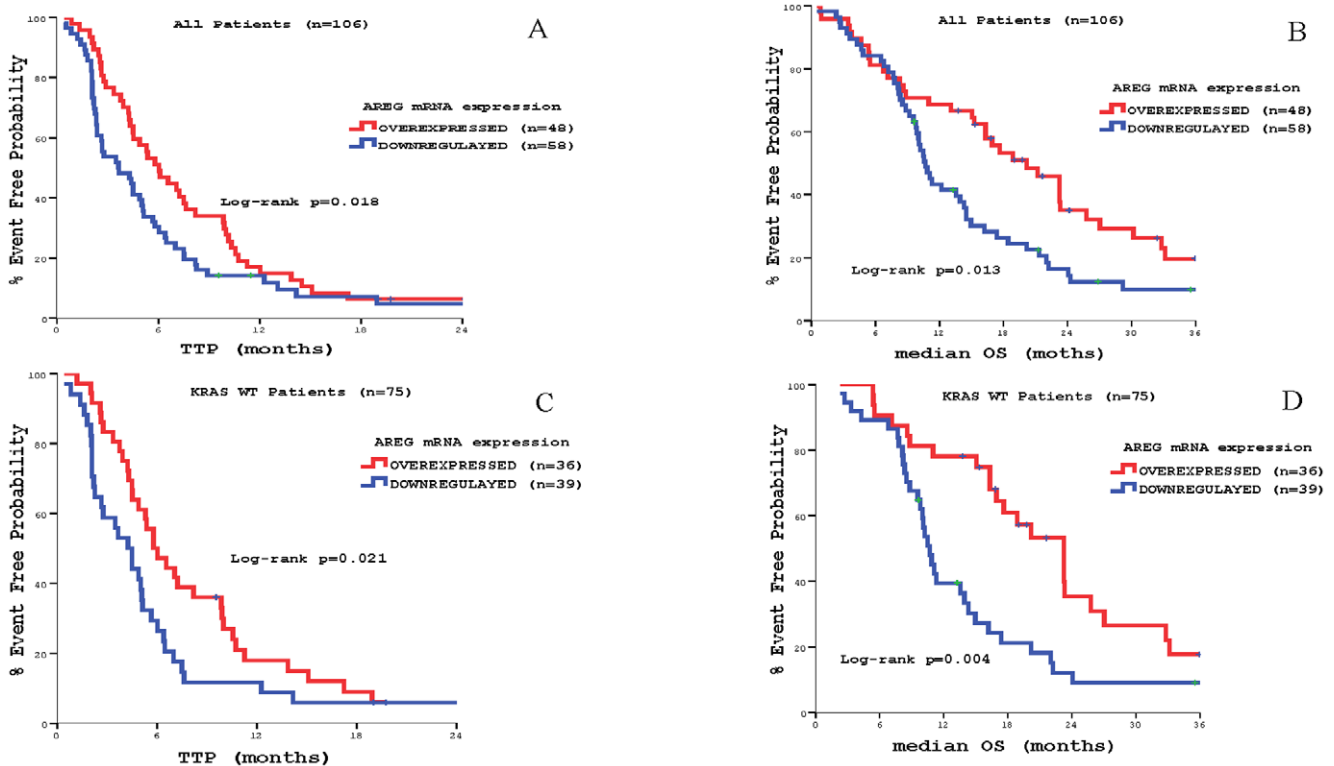 All Patients (n=106)
A
% Event Free Probability
100
80
60
40
20
0
AREG mRNA expression
OVEREXPRESSED (n=48)
DOWNREGULAYED (n=58)
Log-rank p=0.018
0 6 12 18 24
TTP (months)
All Patients (n=106)
B
% Event Free Probability
100
80
60
40
20
0
AREG mRNA expression
OVEREXPRESSED (n=48)
DOWNREGULAYED (n=58)
Log-rank p=0.013
0 6 12 18 24 30 36
median OS (moths)
KRAS WT Patients (n=75)
C
% Event Free Probability
100
80
60
40
20
0
AREG mRNA expression
OVEREXPRESSED (n=36)
DOWNREGULAYED (n=39)
Log-rank p=0.021
0 6 12 18 24
TTP (months)
KRAS WT Patients (n=75)
D
% Event Free Probability
100
80
60
40
20
0
AREG mRNA expression
OVEREXPRESSED (n=36)
DOWNREGULAYED (n=39)
Log-rank p=0.004
0 6 12 18 24 30 36
median OS (months)